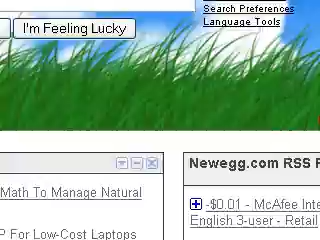 Search Preferences
Language Tools
I'm Feeling Lucky
Math To Manage Natural
P For Low-Cost Laptops
Newegg.com RSS
-$0.01 - McAfee
English 3-user - Retail